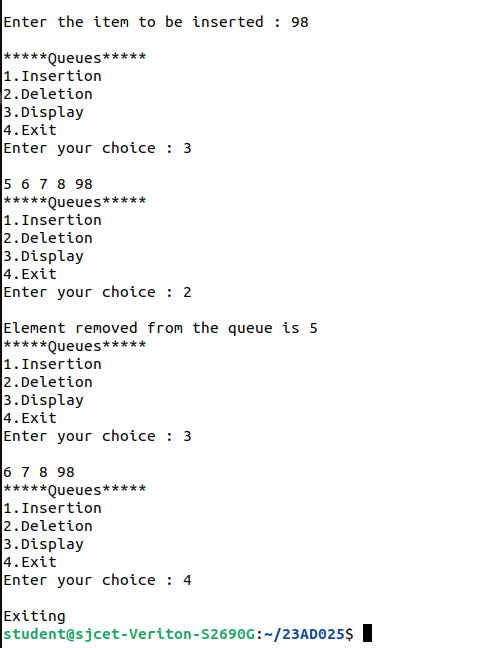 Enter the item to be inserted : 98
*****Queues*****
1.Insertion
2.Deletion
3.Display
4.Exit
Enter your choice : 3
5 6 7 8 98
*****Queues*****
1.Insertion
2.Deletion
3.Display
4.Exit
Enter your choice : 2
Element removed from the queue is 5
*****Queues*****
1.Insertion
2.Deletion
3.Display
4.Exit
Enter your choice : 3
6 7 8 98
*****Queues*****
1.Insertion
2.Deletion
3.Display
4.Exit
Enter your choice : 4
Exiting
student@sjcet-Veriton-S2690G:~/23AD025$